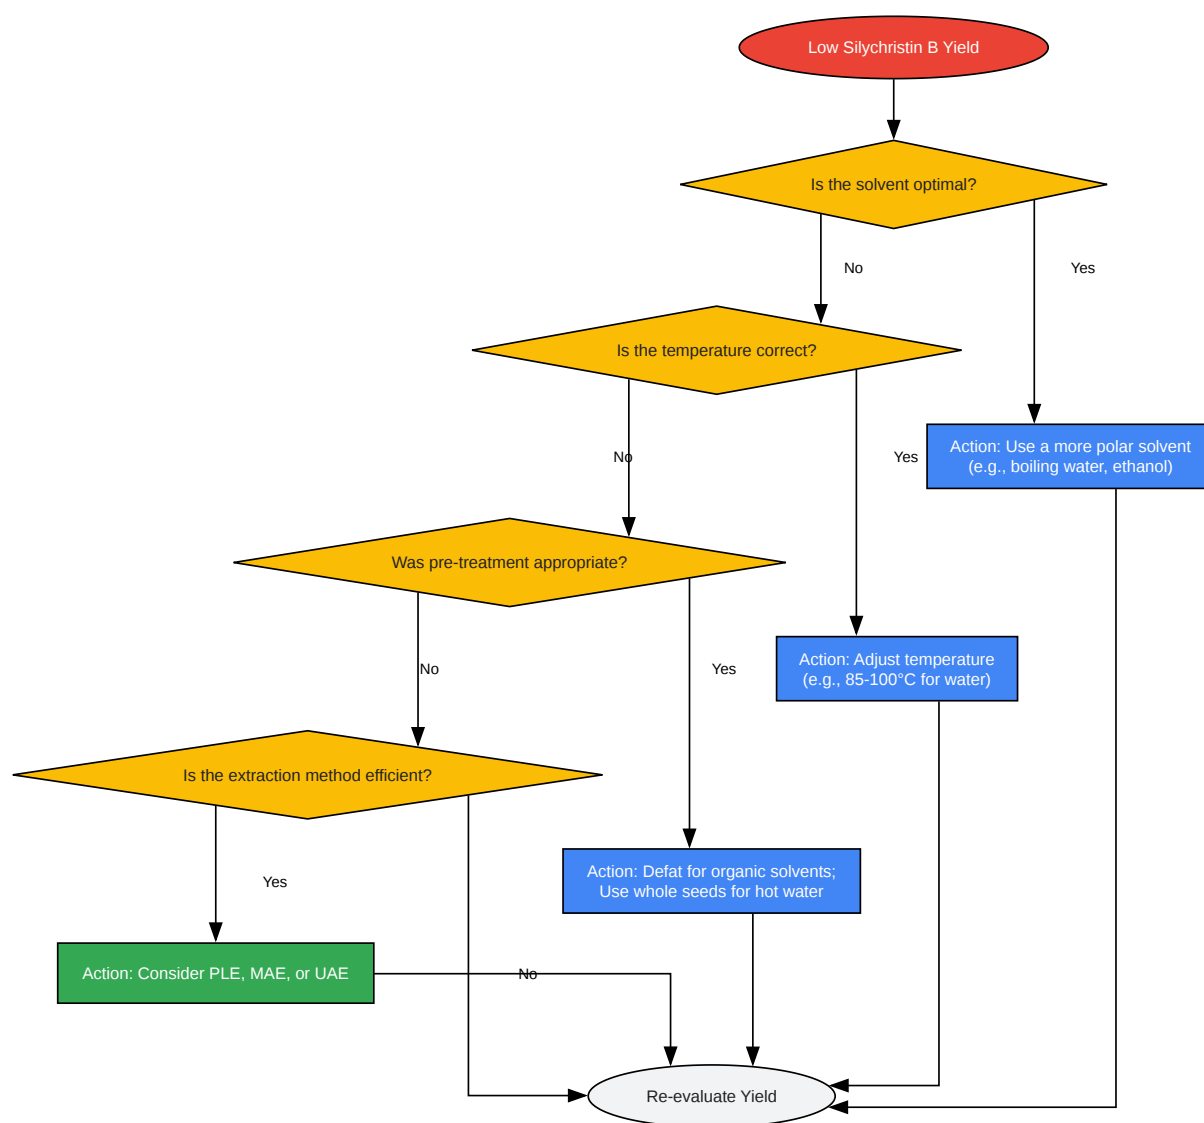 Low Silychristin B Yield
Is the solvent optimal?
No
Yes
Is the temperature correct?
Action: Use a more polar solvent
(e.g., boiling water, ethanol)
No
Yes
Was pre-treatment appropriate?
Action: Adjust temperature
(e.g., 85-100°C for water)
No
Yes
Is the extraction method efficient?
Action: Defat for organic solvents;
Use whole seeds for hot water
Yes
Action: Consider PLE, MAE, or UAE
No
Re-evaluate Yield